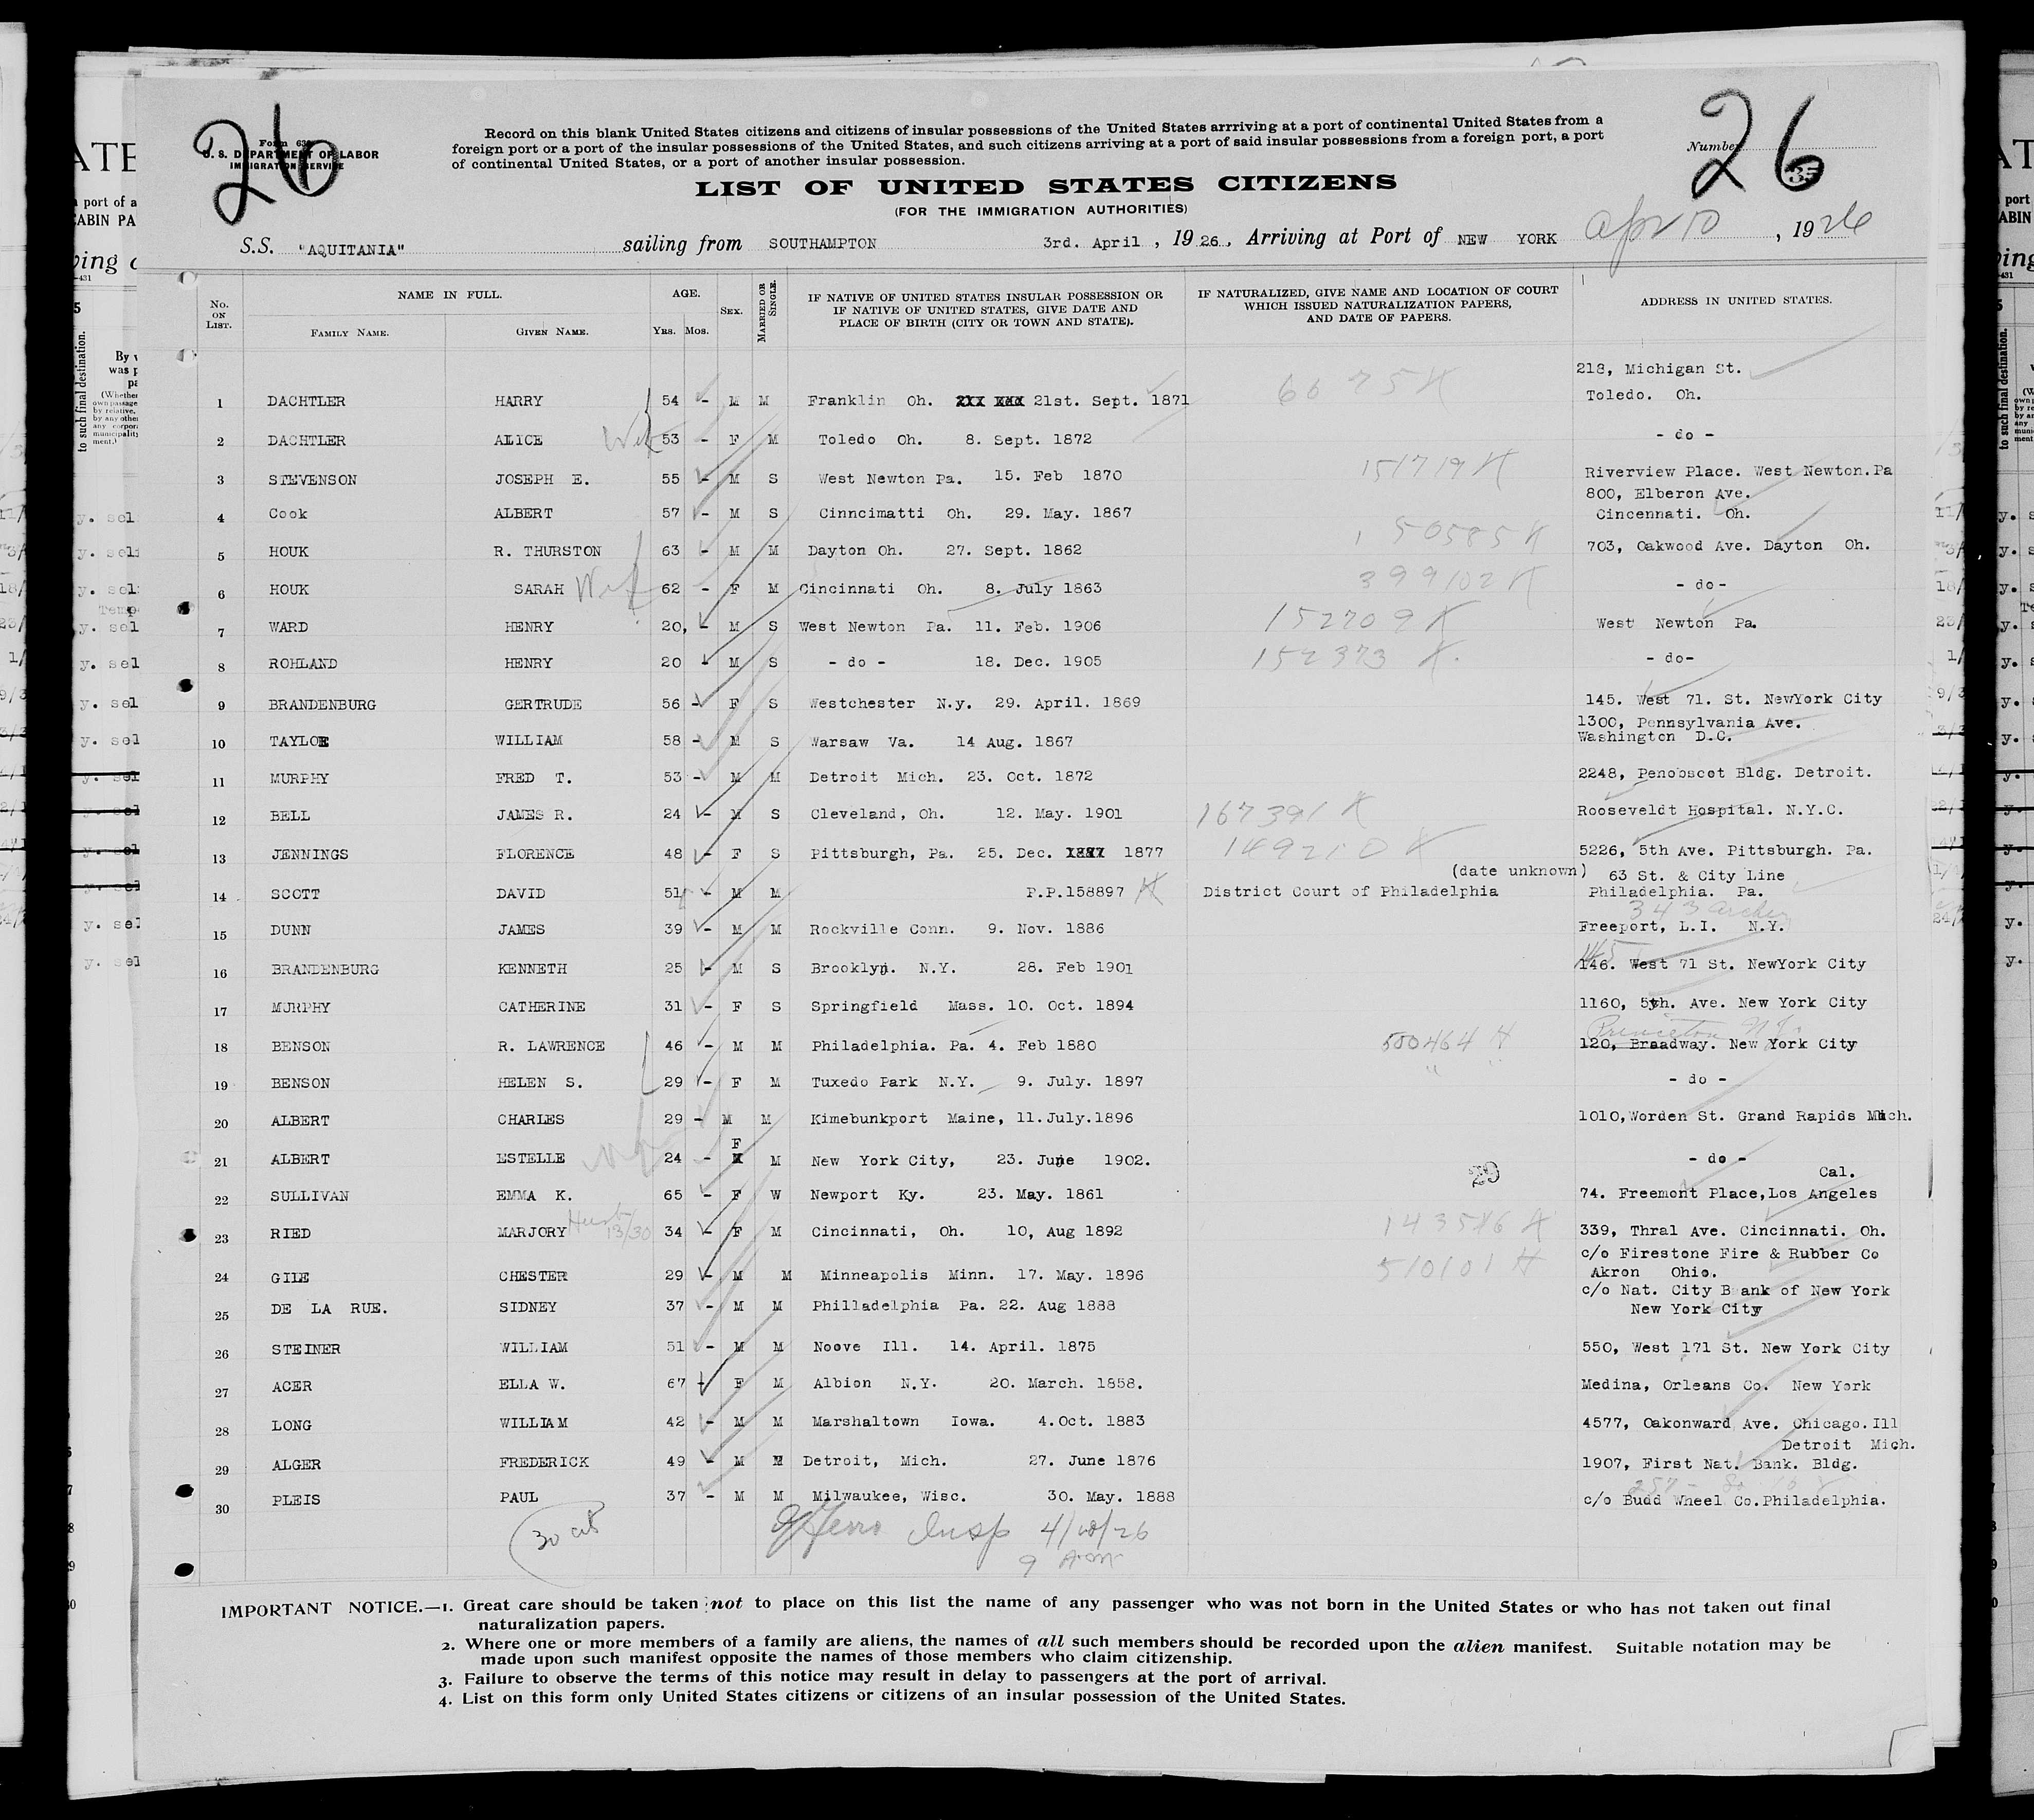 26
26
Form 630
U. S. DEPARTMENT OF LABOR
IMMIGRATION SERVICE
Record on this blank United States citizens and citizens of insular possessions of the United States arrriving at a port of continental United States from a
foreign port or a port of the insular possessions of the United States, and such citizens arriving at a port of said insular possessions from a foreign port, a port
of continental United States, or a port of another insular possession.
Number
35
LIST OF UNITED STATES CITIZENS
(FOR THE IMMIGRATION AUTHORITIES)
S.S. "AQUITANIA" sailing from SOUTHAMPTON 3rd. April , 19 26 , Arriving at Port of NEW YORK Apr 10 , 1926
No. ON LIST. NAME IN FULL. FAMILY NAME. GIVEN NAME. AGE. YRS. MOS. SEX. MARRIED OR SINGLE. IF NATIVE OF UNITED STATES INSULAR POSSESSION OR IF NATIVE OF UNITED STATES, GIVE DATE AND PLACE OF BIRTH (CITY OR TOWN AND STATE). IF NATURALIZED, GIVE NAME AND LOCATION OF COURT WHICH ISSUED NATURALIZATION PAPERS, AND DATE OF PAPERS. ADDRESS IN UNITED STATES.
218, Michigan St.
1 DACHTLER HARRY 54 - M M Franklin Oh. 21st. Sept. 1871 Toledo. Oh.
2 DACHTLER ALICE Wife 53 - F M Toledo Oh. 8. Sept. 1872 - do -
3 STEVENSON JOSEPH E. 55 - M S West Newton Pa. 15. Feb 1870 151719 Riverview Place. West Newton.Pa
800, Elberon Ave.
4 Cook ALBERT 57 - M S Cinncimatti Oh. 29. May. 1867 Cincennati. Oh.
5 HOUK R. THURSTON 63 - M M Dayton Oh. 27. Sept. 1862 50585 703, Oakwood Ave. Dayton Oh.
6 HOUK SARAH Wife 62 - F M Cincinnati Oh. 8. July 1863 399102 - do-
7 WARD HENRY 20, - M S West Newton Pa. 11. Feb. 1906 152709 West Newton Pa.
8 ROHLAND HENRY 20 - M S - do - 18. Dec. 1905 152373 - do-
9 BRANDENBURG GERTRUDE 56 - F S Westchester N.y. 29. April. 1869 145. West 71. St. NewYork City
1300, Pennsylvania Ave.
10 TAYLOE WILLIAM 58 - M S Warsaw Va. 14 Aug. 1867 Washington D.C.
11 MURPHY FRED T. 53 - M M Detroit Mich. 23. Oct. 1872 2248, Penobscot Bldg. Detroit.
12 BELL JAMES R. 24 - M S Cleveland, Oh. 12. May. 1901 167391 Rooseveldt Hospital. N.Y.C.
13 JENNINGS FLORENCE 48 - F S Pittsburgh, Pa. 25. Dec. 1877 149210 5226, 5th Ave. Pittsburgh. Pa.
(date unknown) 63 St. & City Line
14 SCOTT DAVID 51 - M M P.P.158897 District Court of Philadelphia Philadelphia. Pa.
343 Archer
15 DUNN JAMES 39 - M M Rockville Conn. 9. Nov. 1886 Freeport, L.I. N.Y.
145
16 BRANDENBURG KENNETH 25 - M S Brooklyn. N.Y. 28. Feb 1901 146. West 71 St. NewYork City
17 MURPHY CATHERINE 31 - F S Springfield Mass. 10. Oct. 1894 1160, 5th. Ave. New York City
Princeton N.J.
18 BENSON R. LAWRENCE 46 - M M Philadelphia. Pa. 4. Feb 1880 500464 120, Broadway. New York City
19 BENSON HELEN S. 29 - F M Tuxedo Park N.Y. 9. July. 1897 " " - do -
20 ALBERT CHARLES 29 - M M Kimebunkport Maine, 11.July.1896 1010,Worden St. Grand Rapids Mich.
F
21 ALBERT ESTELLE Wf 24 - M New York City, 23. June 1902. - do -
29 Cal.
22 SULLIVAN EMMA K. 65 - F W Newport Ky. 23. May. 1861 74. Freemont Place,Los Angeles
23 RIED MARJORY 13/30 34 - F M Cincinnati, Oh. 10, Aug 1892 143546 339, Thral Ave. Cincinnati. Oh.
c/o Firestone Fire & Rubber Co
24 GILE CHESTER 29 - M M Minneapolis Minn. 17. May. 1896 510101 Akron Ohio.
c/o Nat. City Bank of New York
25 DE LA RUE. SIDNEY 37 - M M Philladelphia Pa. 22. Aug 1888 New York City
26 STEINER WILLIAM 51 - M M Noove Ill. 14. April. 1875 550, West 171 St. New York City
27 ACER ELLA W. 67 - F M Albion N.Y. 20. March. 1858. Medina, Orleans Co. New York
28 LONG WILLIAM 42 - M M Marshaltown Iowa. 4.Oct. 1883 4577, Oakonward Ave. Chicago.Ill
Detroit Mich.
29 ALGER FREDERICK 49 - M M Detroit, Mich. 27. June 1876 1907, First Nat. Bank. Bldg.
30 PLEIS PAUL 37 - M M Milwaukee, Wisc. 30. May. 1888 c/o Budd Wheel Co.Philadelphia.
30 cit
Insp 4/10/26
9 AM
IMPORTANT NOTICE.—1. Great care should be taken not to place on this list the name of any passenger who was not born in the United States or who has not taken out final
naturalization papers.
2. Where one or more members of a family are aliens, the names of all such members should be recorded upon the alien manifest. Suitable notation may be
made upon such manifest opposite the names of those members who claim citizenship.
3. Failure to observe the terms of this notice may result in delay to passengers at the port of arrival.
4. List on this form only United States citizens or citizens of an insular possession of the United States.